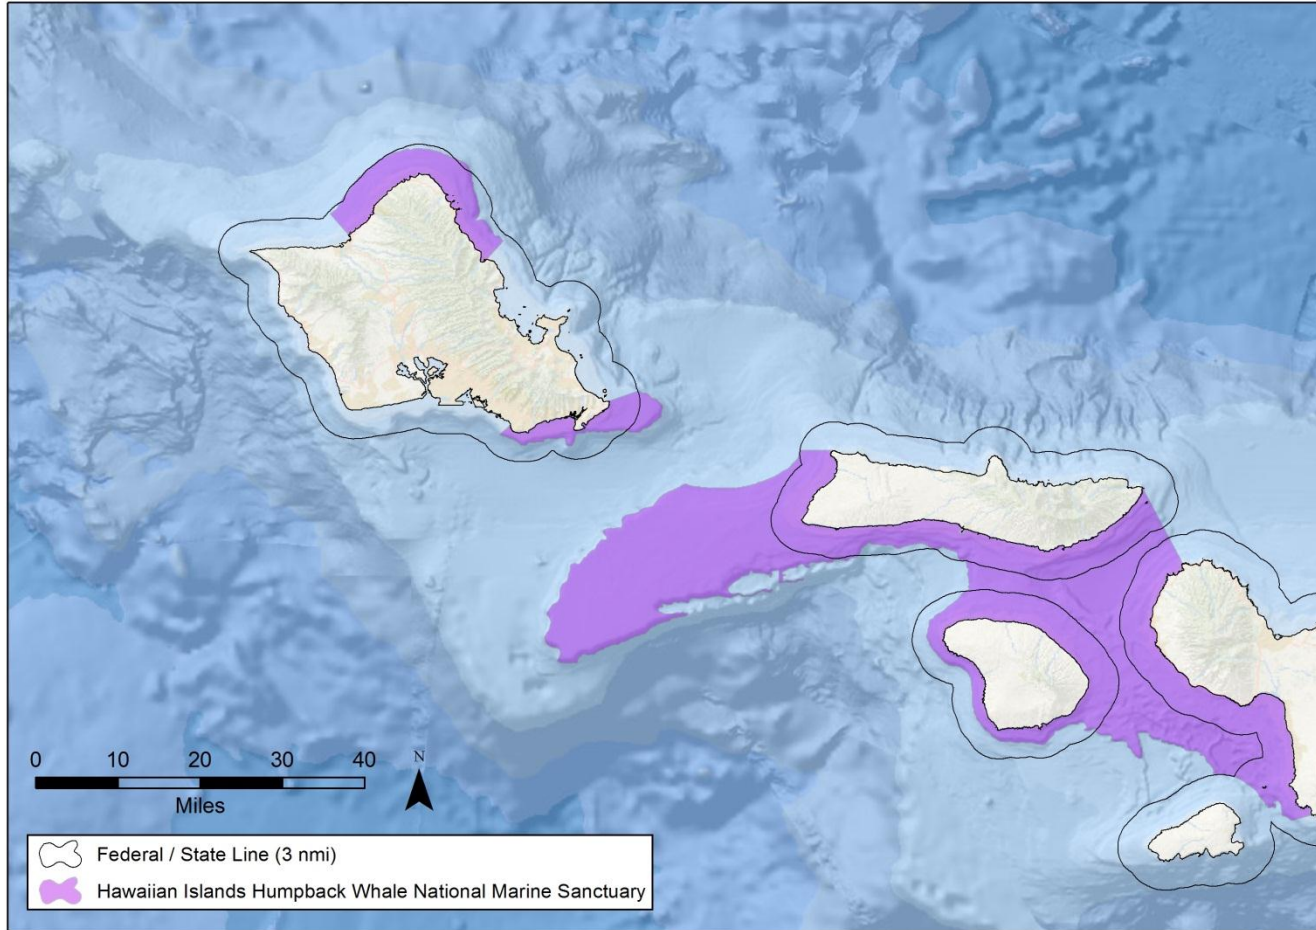 0 10 20 30 40
Miles
N
Federal / State Line (3 nmi)
Hawaiian Islands Humpback Whale National Marine Sanctuary